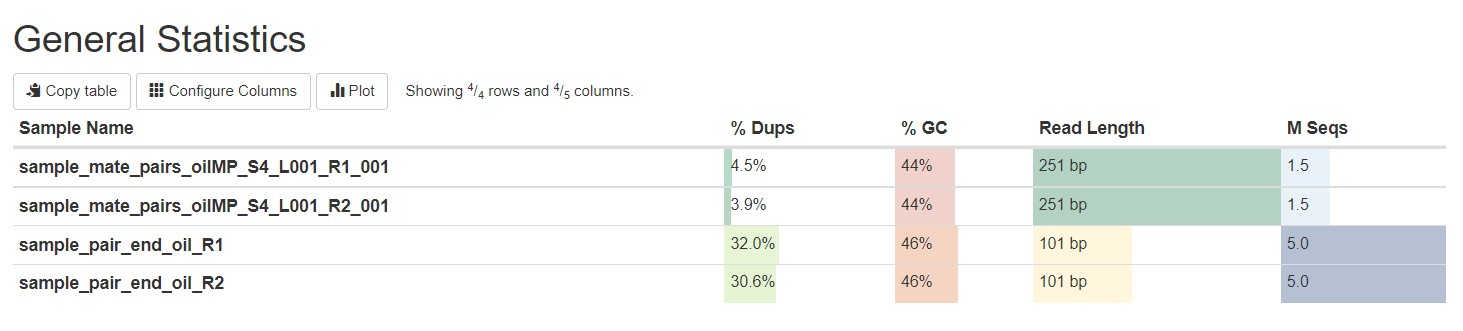 General Statistics
Copy table Configure Columns Plot Showing 4/4 rows and 4/5 columns.
Sample Name % Dups % GC Read Length M Seqs
sample_mate_pairs_oilMP_S4_L001_R1_001 4.5% 44% 251 bp 1.5
sample_mate_pairs_oilMP_S4_L001_R2_001 3.9% 44% 251 bp 1.5
sample_pair_end_oil_R1 32.0% 46% 101 bp 5.0
sample_pair_end_oil_R2 30.6% 46% 101 bp 5.0